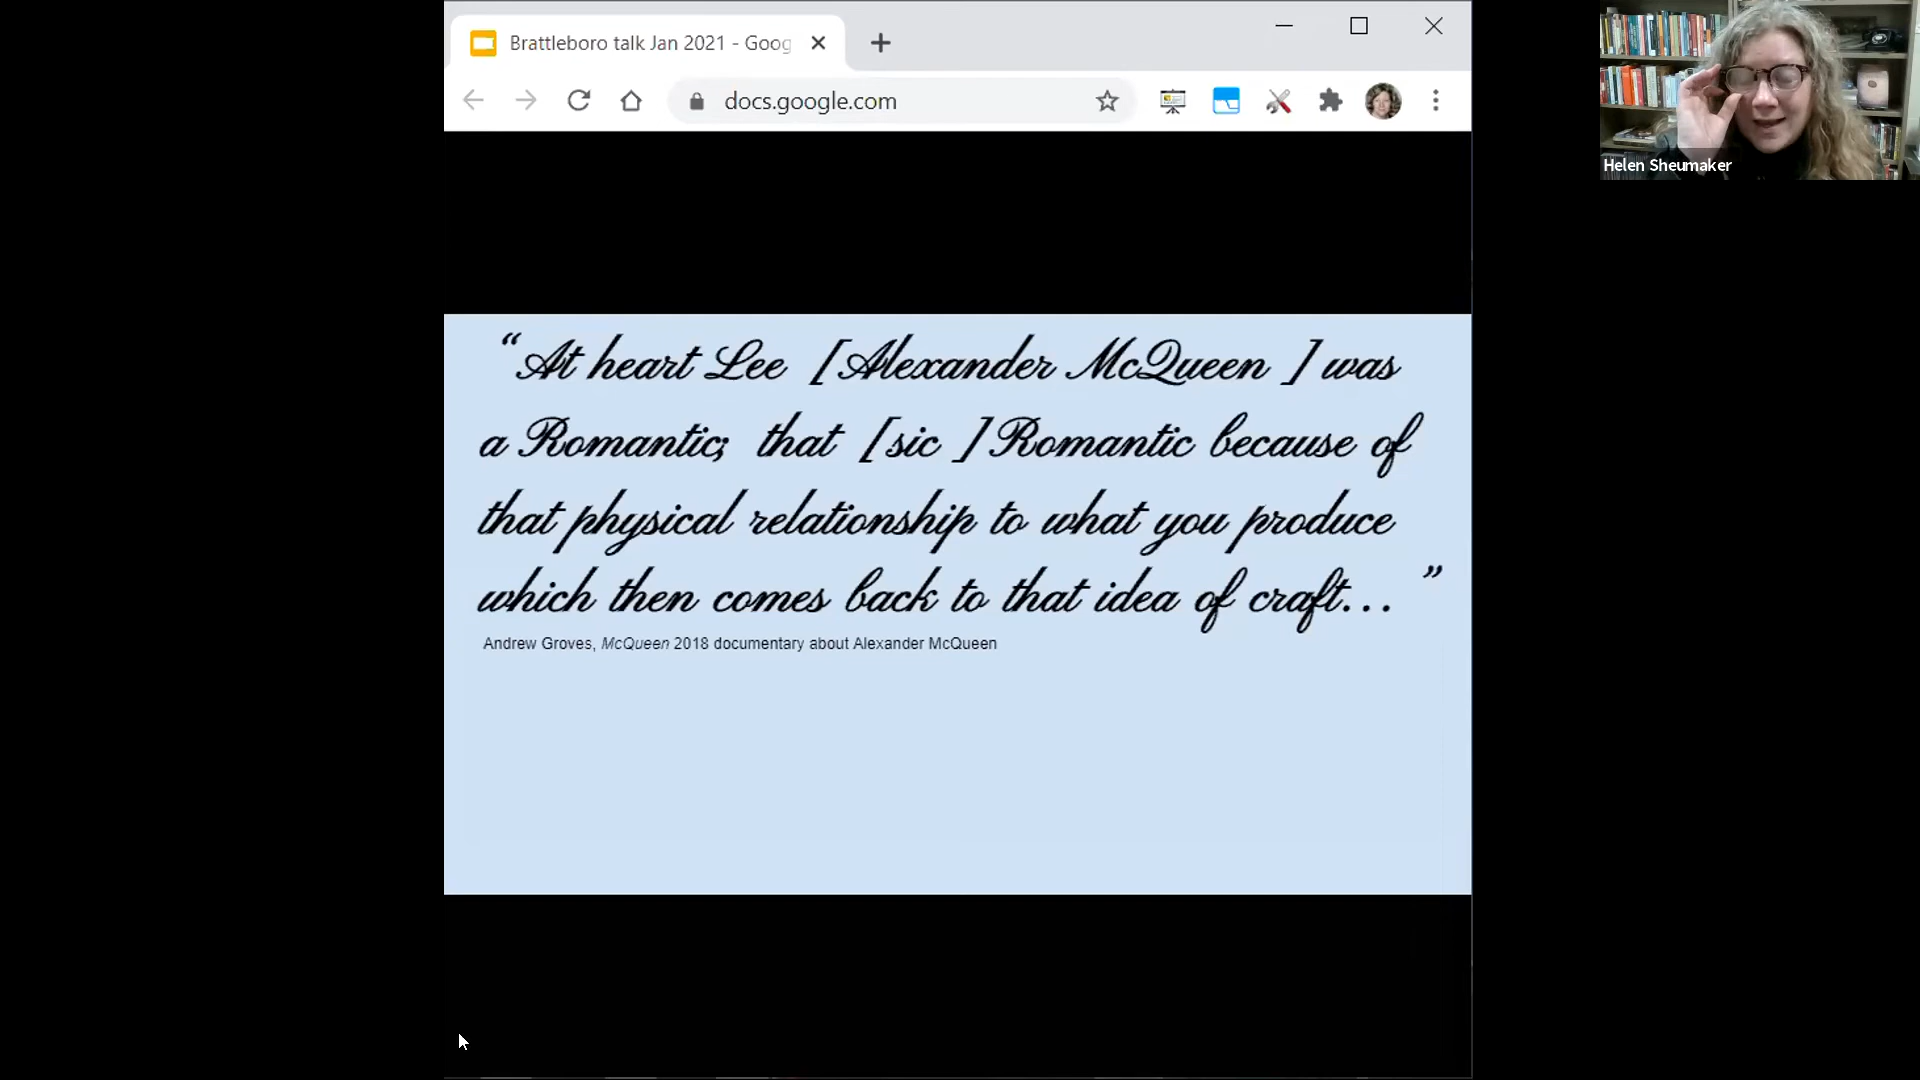 Brattleboro talk Jan 2021 - Goog
docs.google.com
Helen Sheumaker
“At heart Lee [Alexander McQueen ] was
a Romantic; that [sic ] Romantic because of
that physical relationship to what you produce
which then comes back to that idea of craft... ”
Andrew Groves, McQueen 2018 documentary about Alexander McQueen